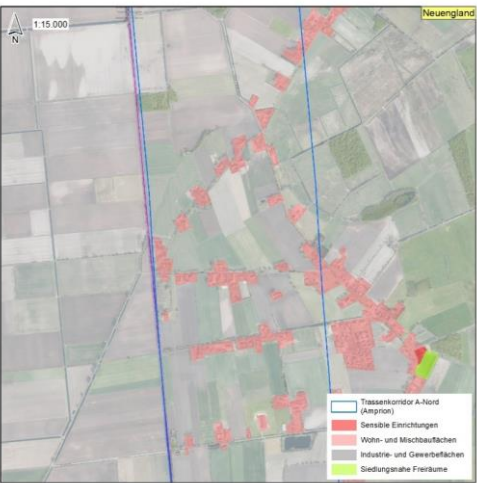 Neuengland
1:15.000
N
Trassenkorridor A-Nord
(Amprion)
Sensible Einrichtungen
Wohn- und Mischbauflächen
Industrie- und Gewerbeflächen
Siedlungsnahe Freiräume